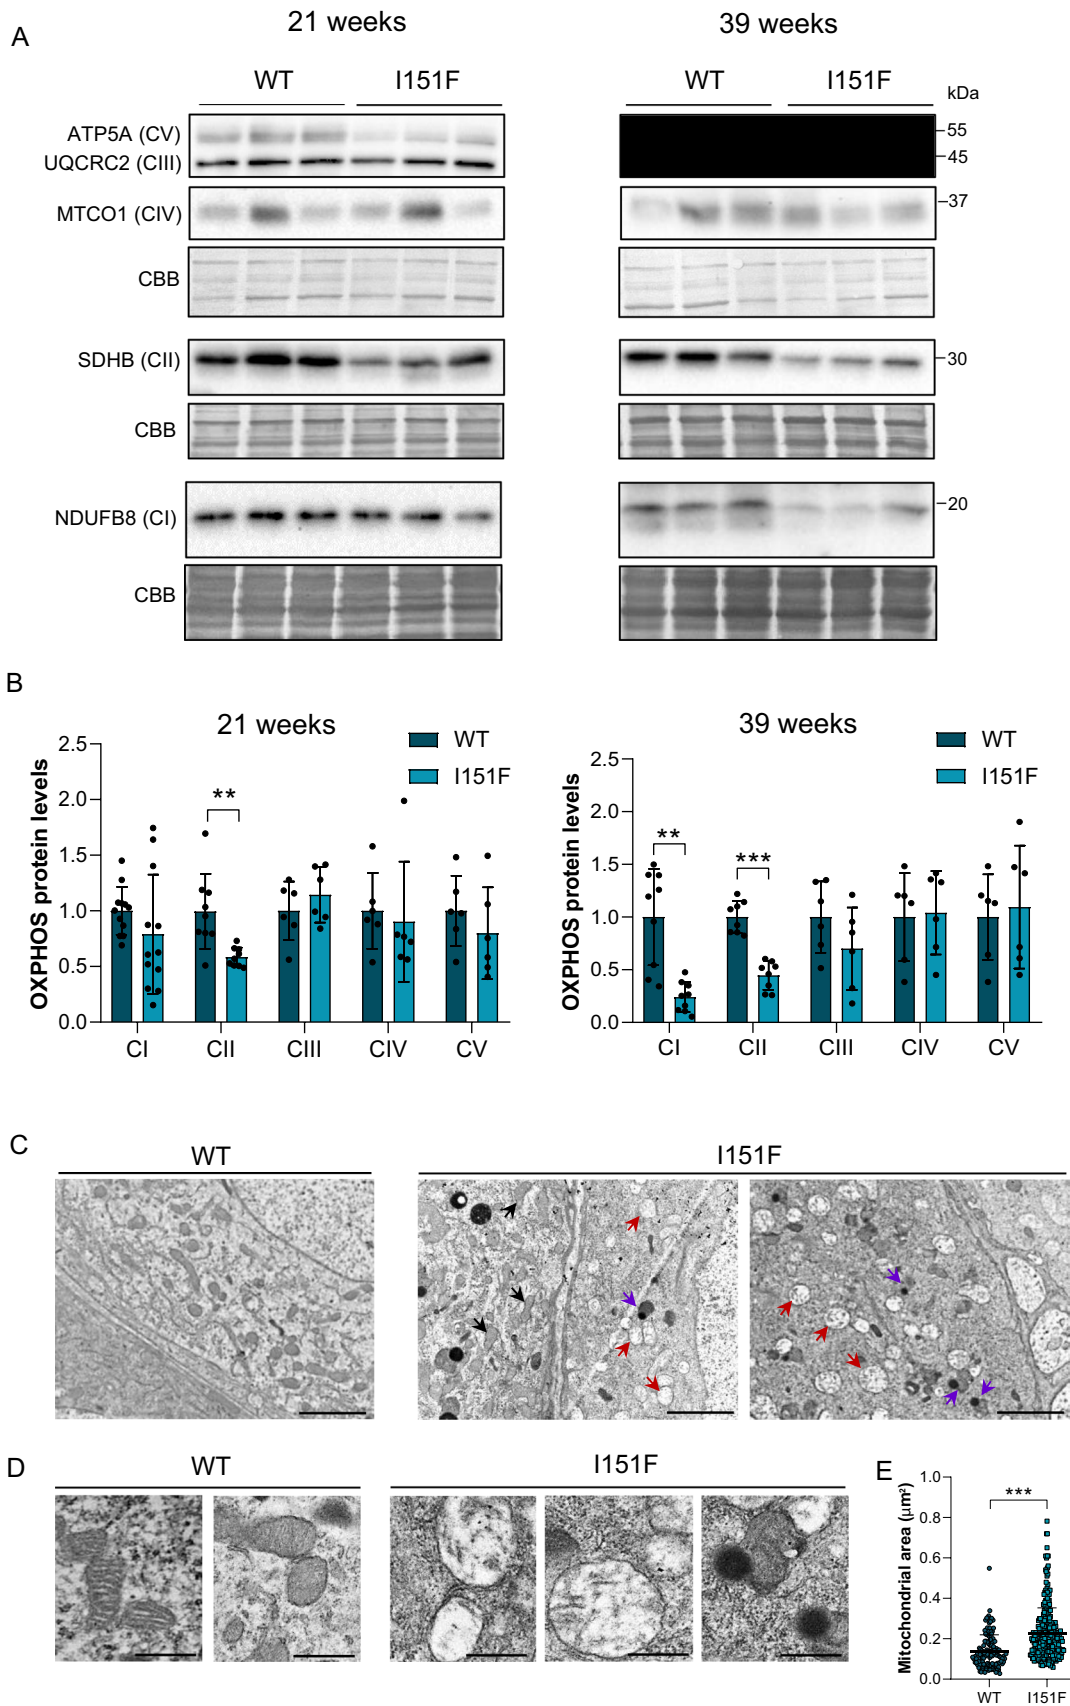 A
21 weeks
39 weeks
WT
I151F
WT
I151F
kDa
ATP5A (CV)
UQCRC2 (CIII)
55
45
MTCO1 (CIV)
37
CBB
SDHB (CII)
30
CBB
NDUFB8 (CI)
20
CBB
B
21 weeks
OXPHOS protein levels
2.5
2.0
1.5
1.0
0.5
0.0
WT
I151F
**
CI
CII
CIII
CIV
CV
39 weeks
OXPHOS protein levels
2.5
2.0
1.5
1.0
0.5
0.0
WT
I151F
**
***
CI
CII
CIII
CIV
CV
C
WT
I151F
D
WT
I151F
E
Mitochondrial area (μm²)
1.0
0.8
0.6
0.4
0.2
0.0
***
WT
I151F